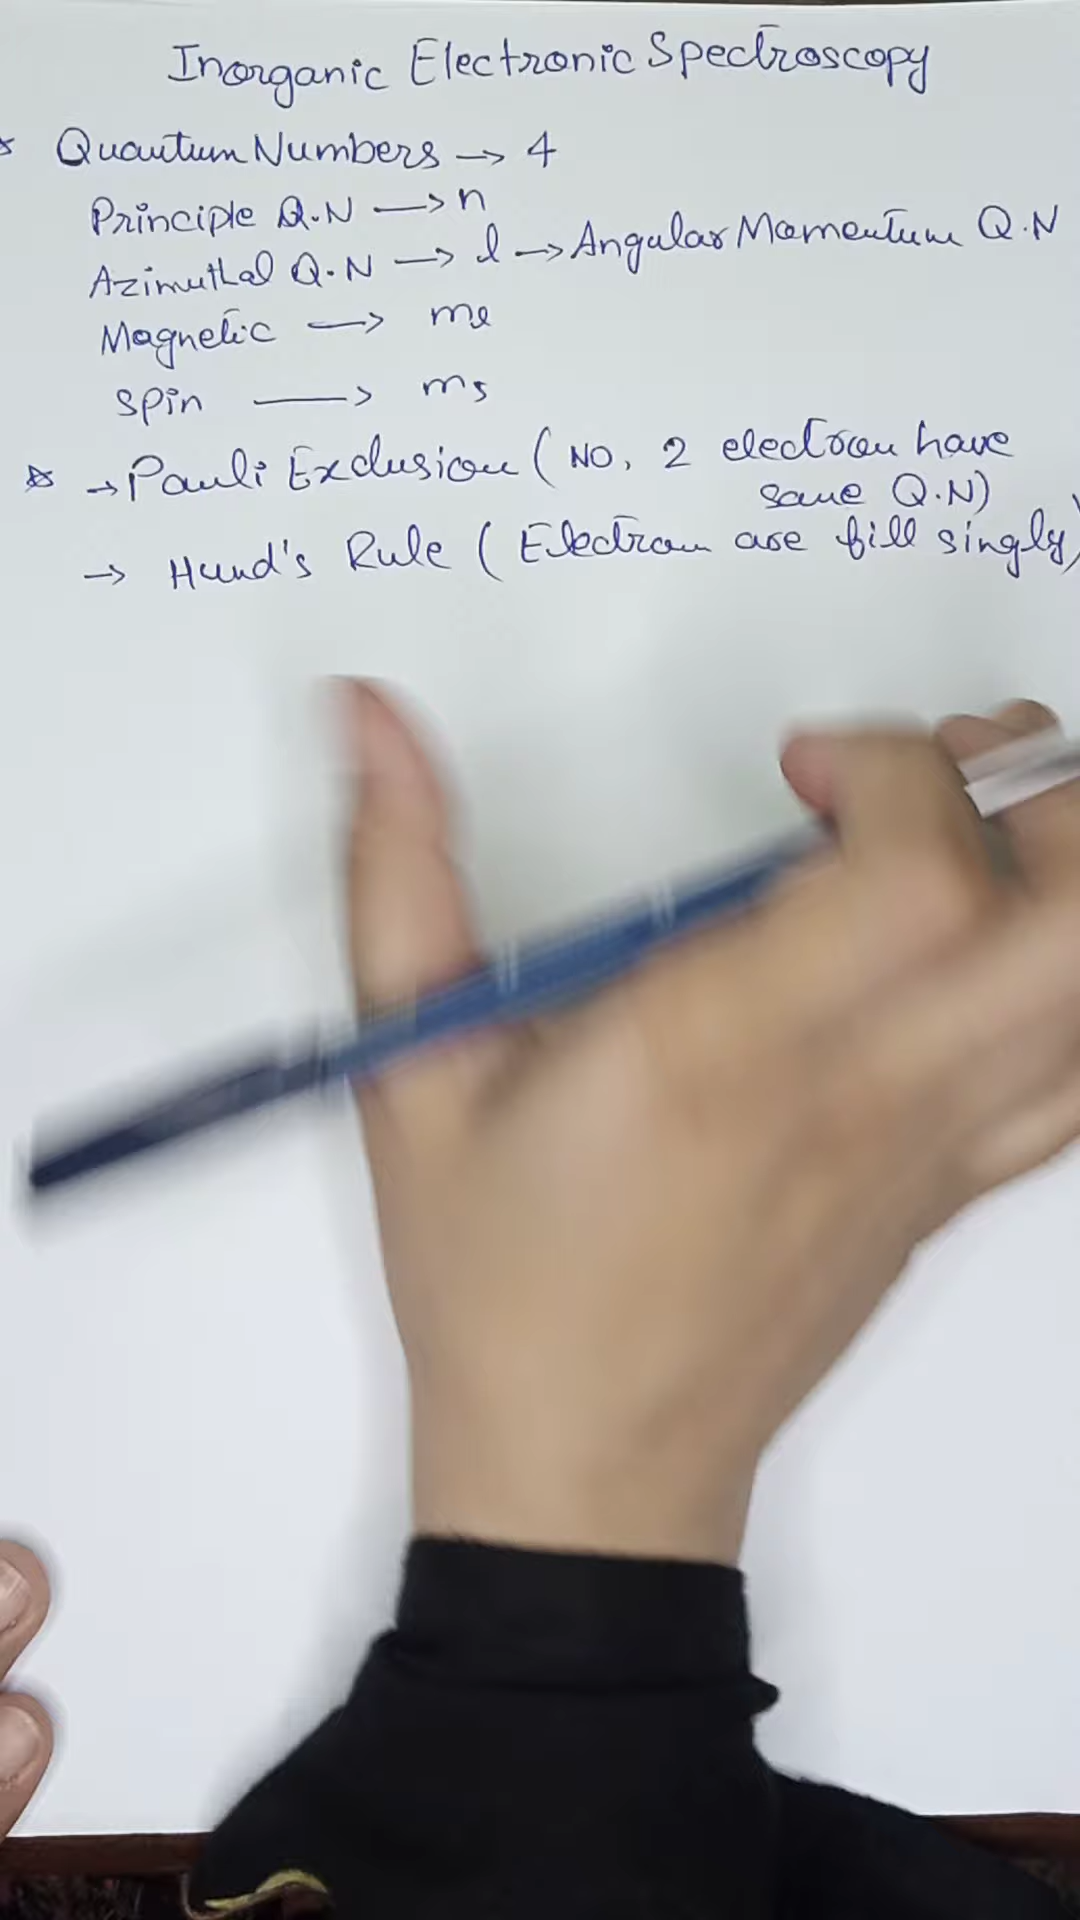 Inorganic Electronic Spectroscopy
☆ Quantum Numbers → 4
Principle Q.N → n
Azimuthal Q.N → l → Angular Momentum Q.N
Magnetic → ml
Spin → ms
☆ → Pauli Exclusion (NO, 2 electron have
same Q.N)
→ Hund's Rule (Electron are fill singly)